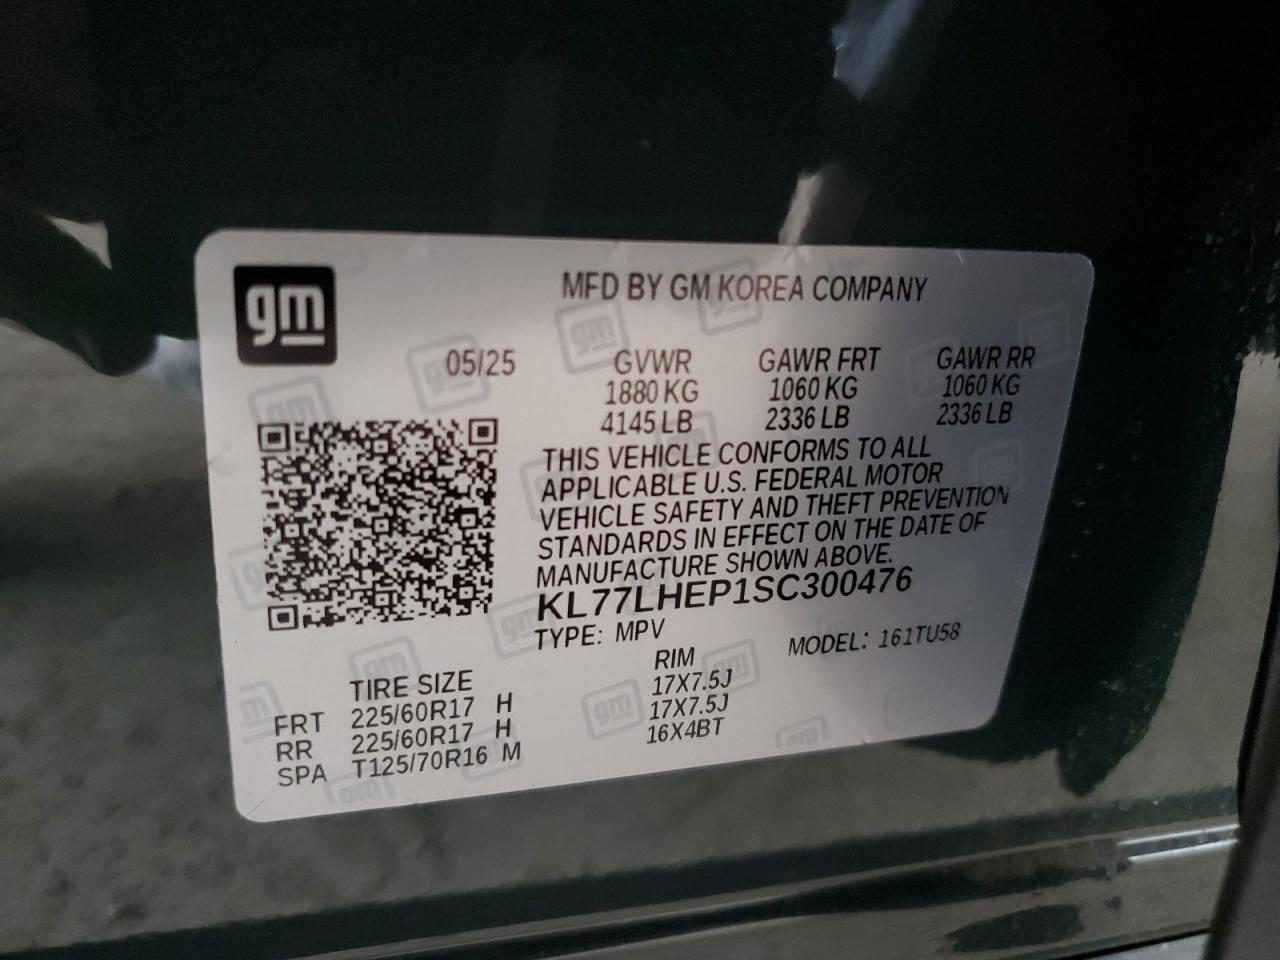 gm
MFD BY GM KOREA COMPANY
05/25 GVWR GAWR FRT GAWR RR
1880 KG 1060 KG 1060 KG
4145 LB 2336 LB 2336 LB
THIS VEHICLE CONFORMS TO ALL
APPLICABLE U.S. FEDERAL MOTOR
VEHICLE SAFETY AND THEFT PREVENTION
STANDARDS IN EFFECT ON THE DATE OF
MANUFACTURE SHOWN ABOVE.
KL77LHEP1SC300476
TYPE: MPV MODEL: 161TU58
TIRE SIZE RIM
FRT 225/60R17 H 17X7.5J
RR 225/60R17 H 17X7.5J
SPA T125/70R16 M 16X4BT